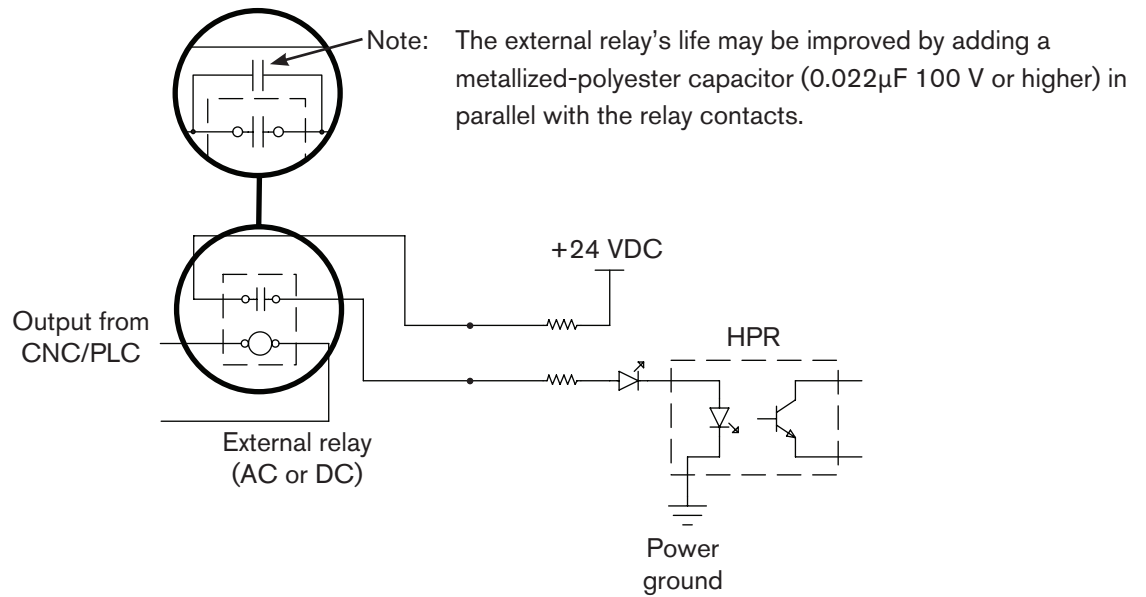 Note: The external relay’s life may be improved by adding a
metallized-polyester capacitor (0.022µF 100 V or higher) in
parallel with the relay contacts.
+24 VDC
Output from
CNC/PLC
HPR
External relay
(AC or DC)
Power
ground